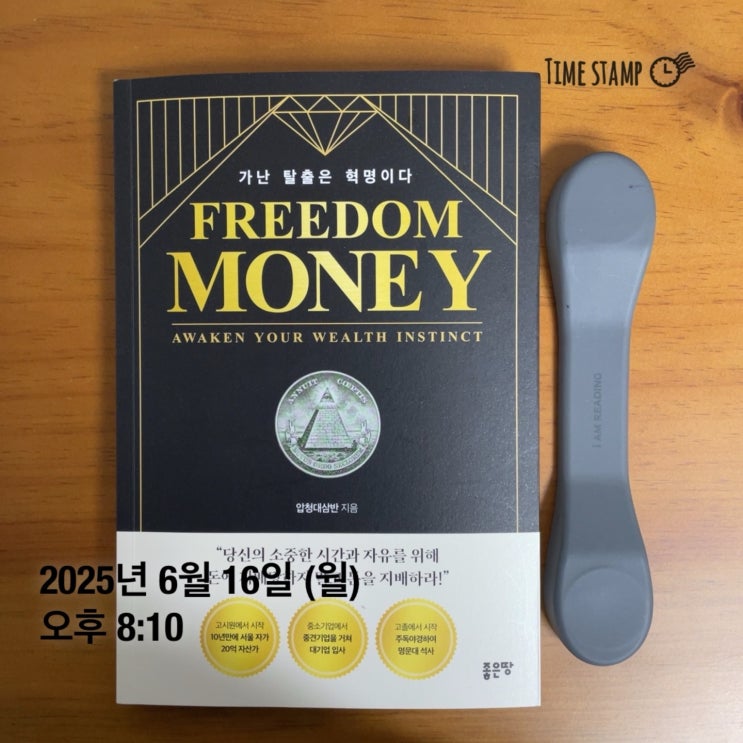 TIME STAMP
가난 탈출은 혁명이다
FREEDOM
MONEY
AWAKEN YOUR WEALTH INSTINCT
ANNUIT CŒPTIS
압청대삼반 지음
I AM READING
“당신의 소중한 시간과 자유를 위해
지배하라!”
2025년 6월 16일 (월)
오후 8:10
고시원에서 시작
10년만에 서울 자가
20억 자산가
중소기업에서
중견기업을 거쳐
대기업 입사
고졸에서 시작
주독야경하여
명문대 석사
좋은땅